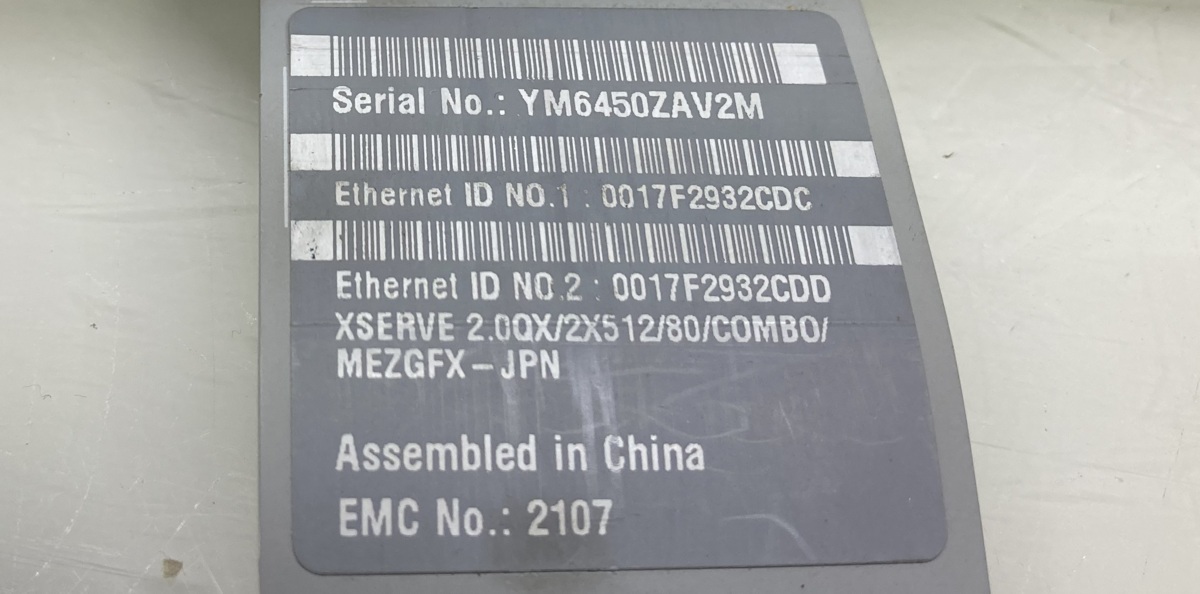 Serial No.: YM6450ZAV2M
Ethernet ID NO.1 : 0017F2932CDC
Ethernet ID NO.2 : 0017F2932CDD
XSERVE 2.0QX/2X512/80/COMBO/
MEZGFX-JPN
Assembled in China
EMC No.: 2107